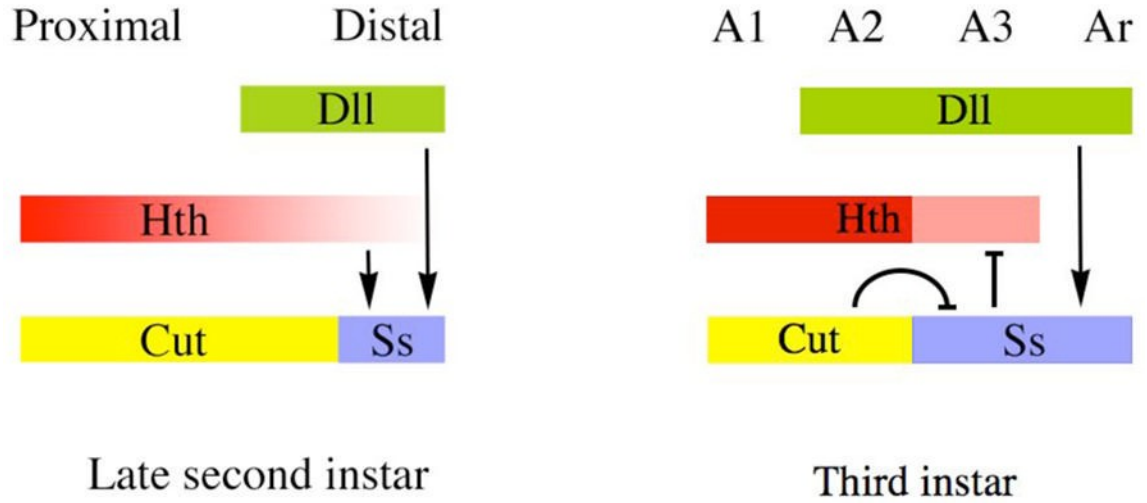 Proximal Distal A1 A2 A3 Ar
Dll Dll
Hth Hth
Cut Ss Cut Ss
Late second instar Third instar